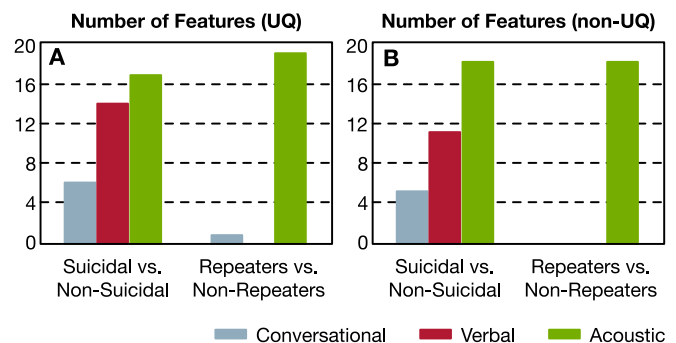 Number of Features (UQ)
Number of Features (non-UQ)
A
B
20
16
12
8
4
0
20
16
12
8
4
0
Suicidal vs.
Non-Suicidal
Repeaters vs.
Non-Repeaters
Suicidal vs.
Non-Suicidal
Repeaters vs.
Non-Repeaters
Conversational
Verbal
Acoustic